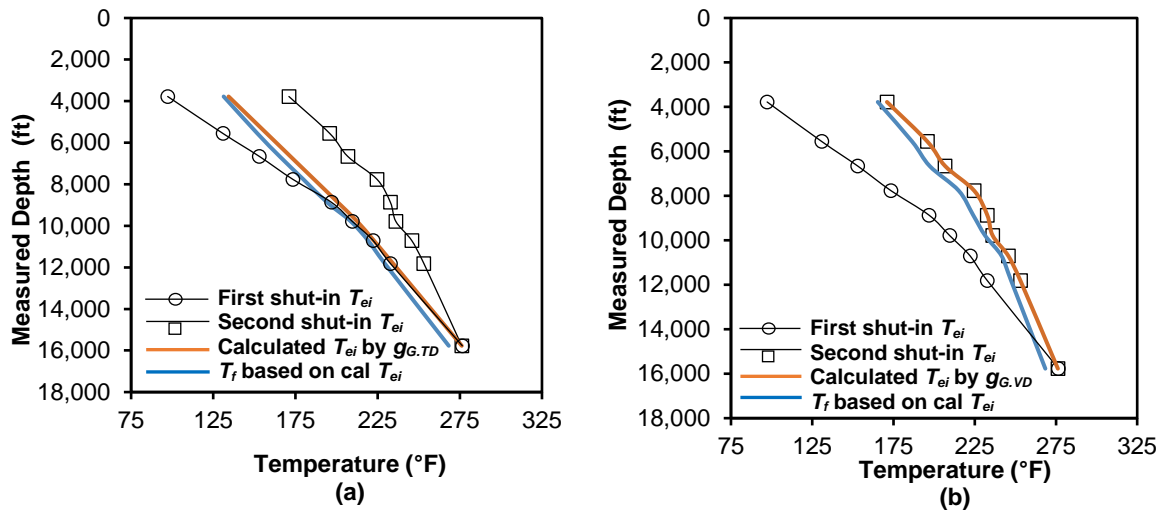 0
2,000
4,000
6,000
8,000
10,000
12,000
14,000
16,000
18,000
75 125 175 225 275 325
Measured Depth (ft)
Temperature (°F)
(a)
First shut-in Tei
Second shut-in Tei
Calculated Tei by gG.TD
Tf based on cal Tei
0
2,000
4,000
6,000
8,000
10,000
12,000
14,000
16,000
18,000
75 125 175 225 275 325
Measured Depth (ft)
Temperature (°F)
(b)
First shut-in Tei
Second shut-in Tei
Calculated Tei by gG.VD
Tf based on cal Tei